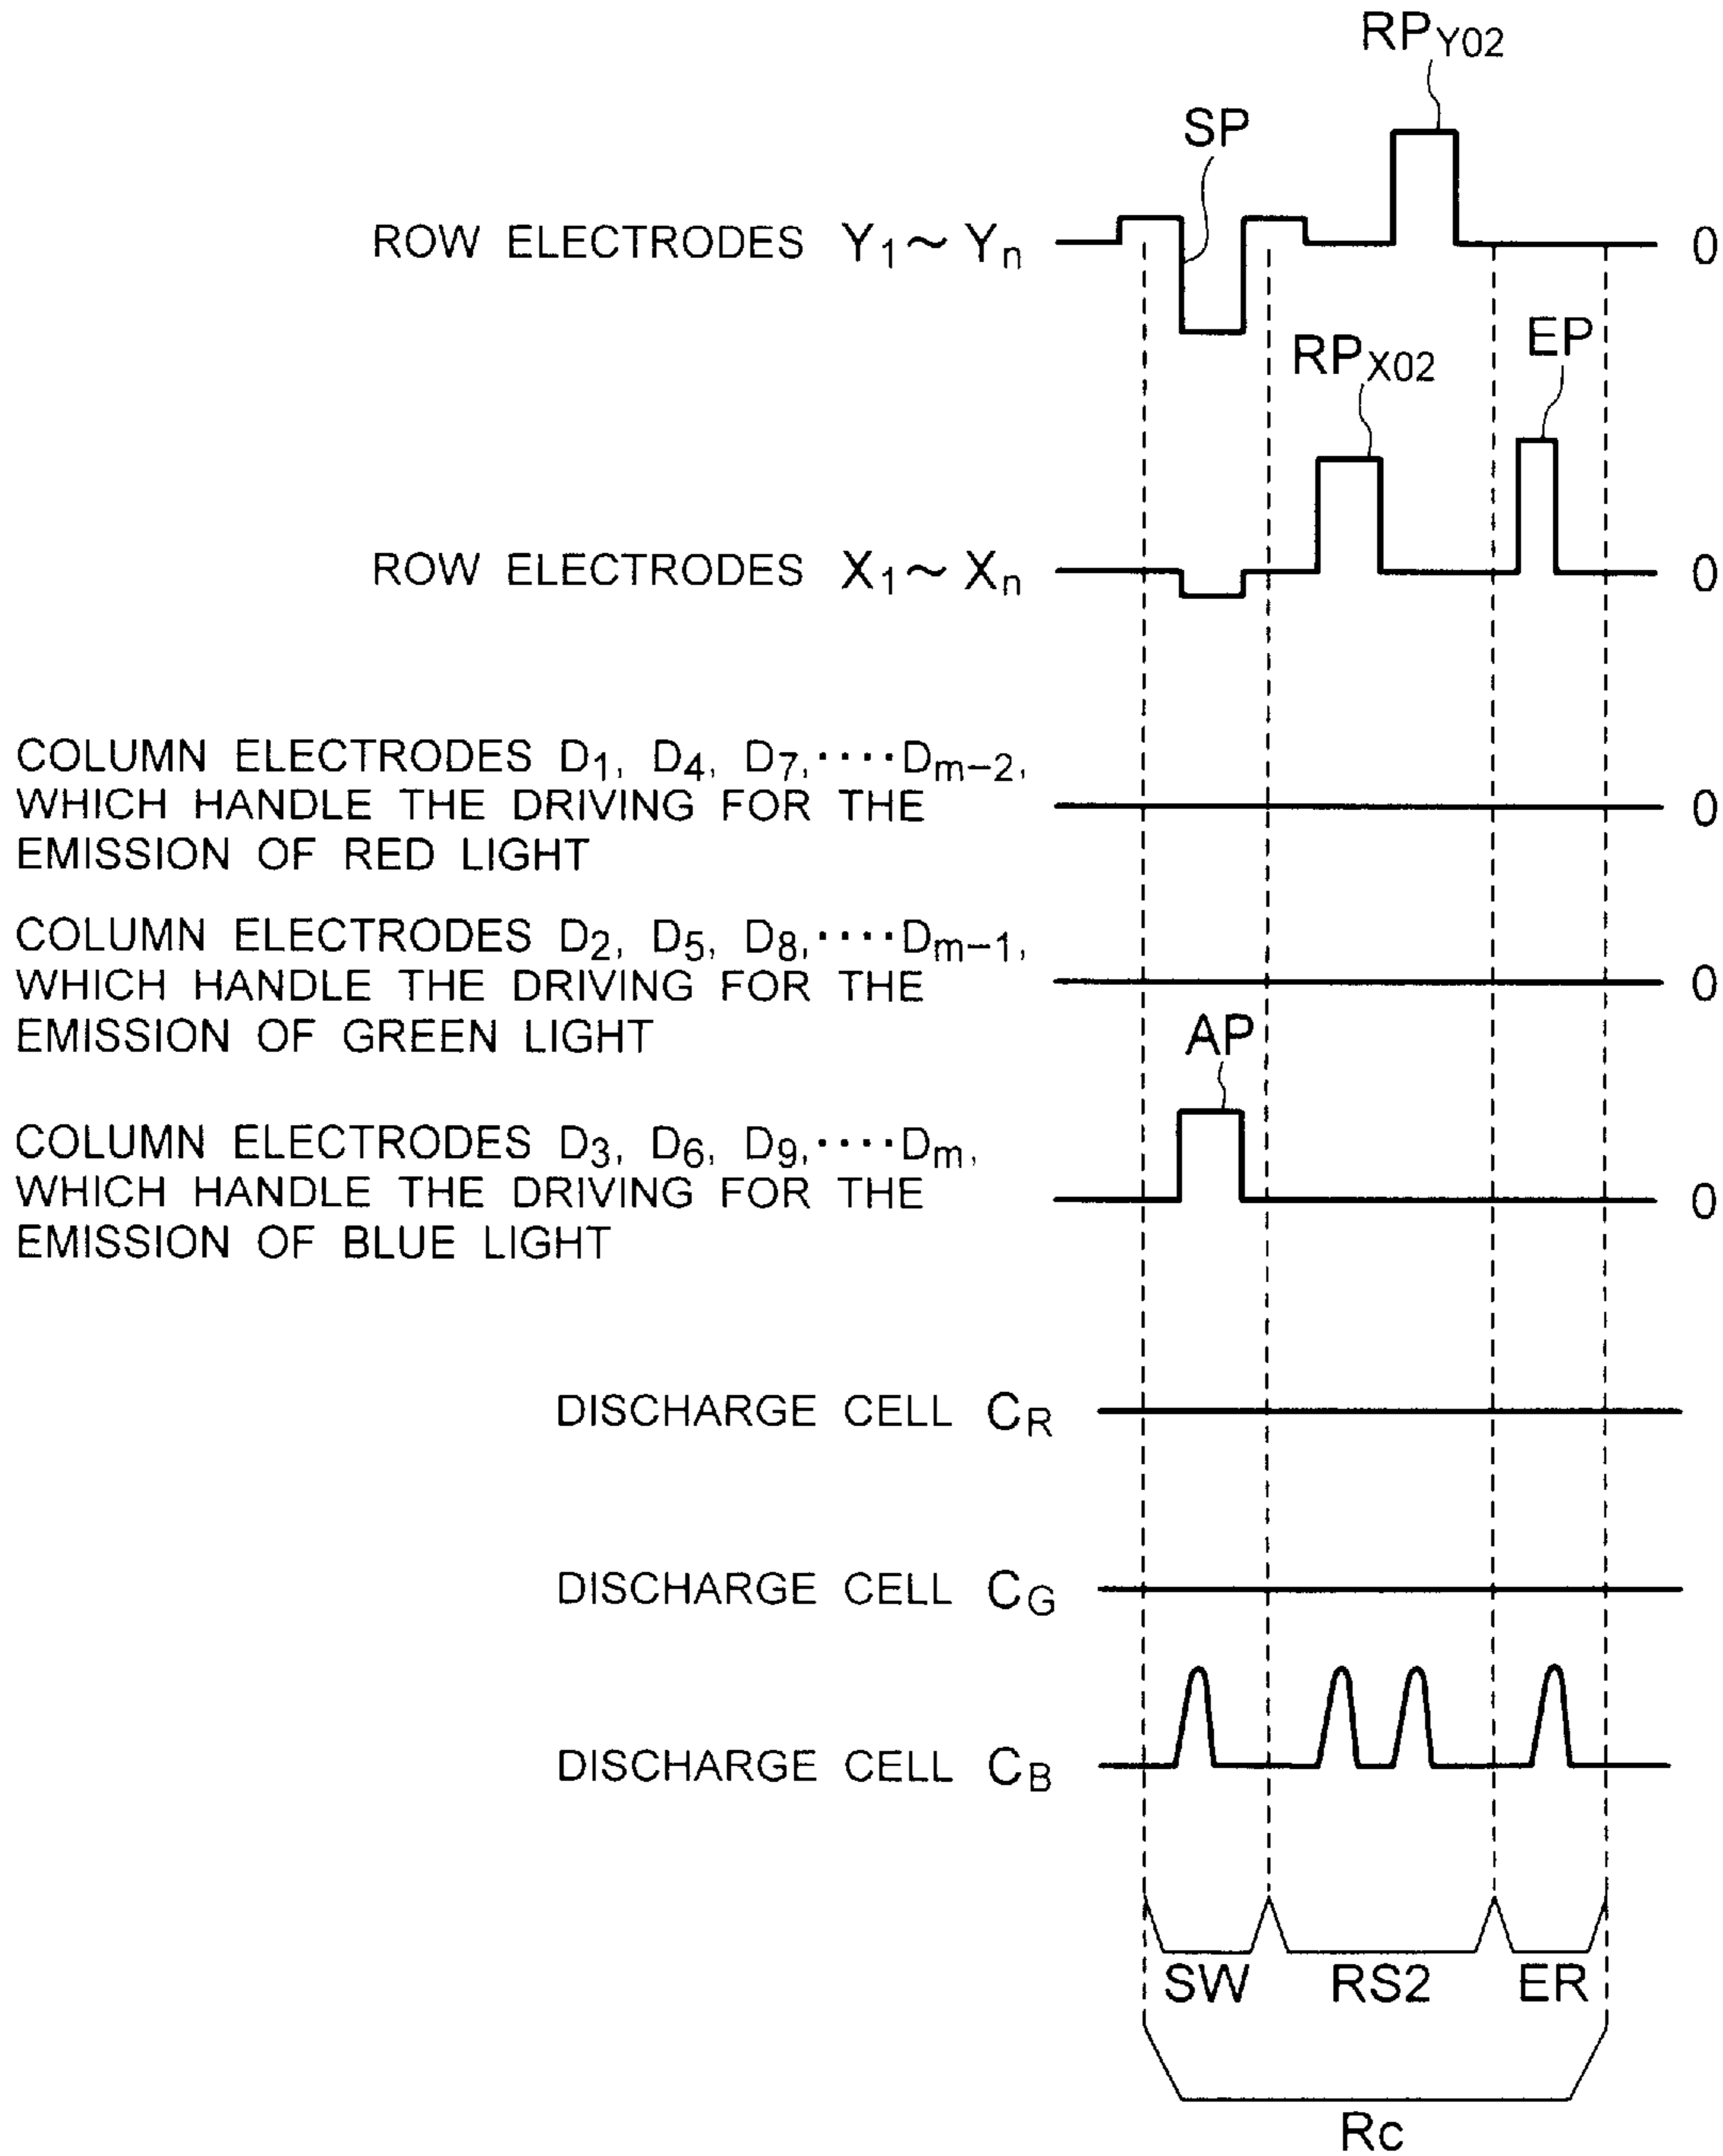 RPY02
SP
ROW ELECTRODES Y1~Yn 0
RPX02 EP
ROW ELECTRODES X1~Xn 0
COLUMN ELECTRODES D1, D4, D7,····Dm-2,
WHICH HANDLE THE DRIVING FOR THE 0
EMISSION OF RED LIGHT
COLUMN ELECTRODES D2, D5, D8,····Dm-1,
WHICH HANDLE THE DRIVING FOR THE 0
EMISSION OF GREEN LIGHT
AP
COLUMN ELECTRODES D3, D6, D9,····Dm,
WHICH HANDLE THE DRIVING FOR THE 0
EMISSION OF BLUE LIGHT
DISCHARGE CELL CR
DISCHARGE CELL CG
DISCHARGE CELL CB
SW RS2 ER
Rc